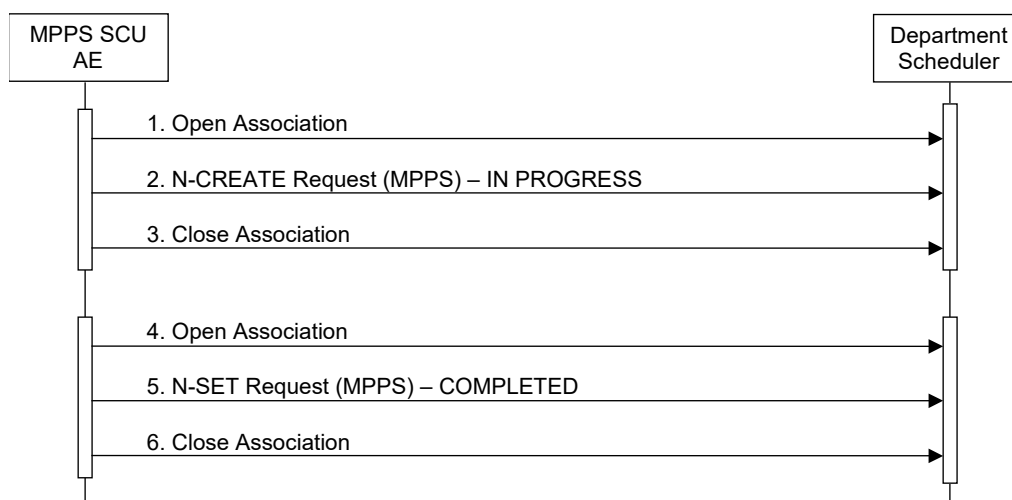 MPPS SCU
AE
Department
Scheduler
1. Open Association
2. N-CREATE Request (MPPS) – IN PROGRESS
3. Close Association
4. Open Association
5. N-SET Request (MPPS) – COMPLETED
6. Close Association